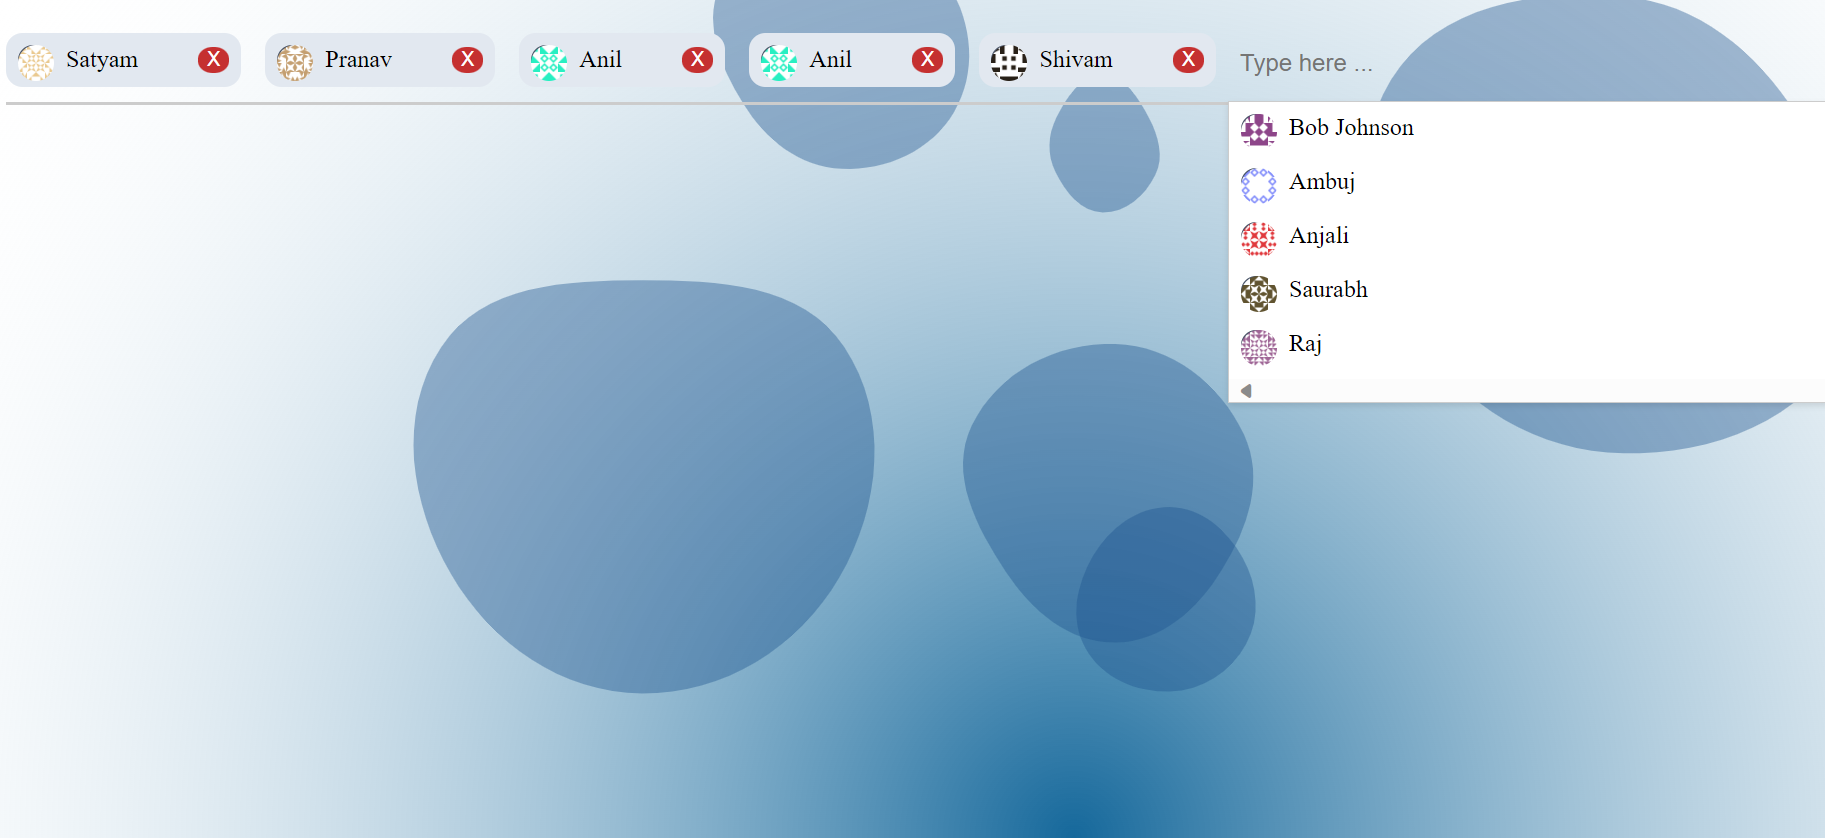 Satyam X Pranav X Anil X Anil X Shivam X Type here ...
Bob Johnson
Ambuj
Anjali
Saurabh
Raj